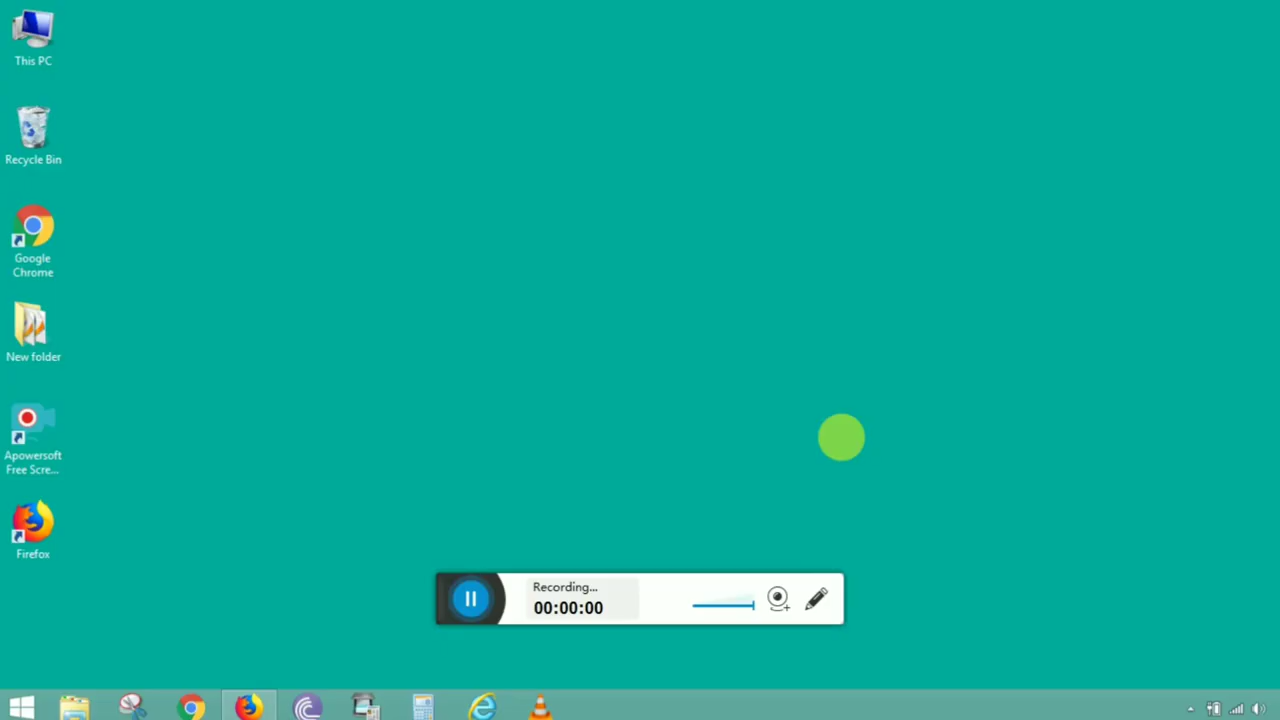 This PC
Recycle Bin
Google
Chrome
New folder
Apowersoft
Free Scre...
Firefox
Recording...
00:00:00